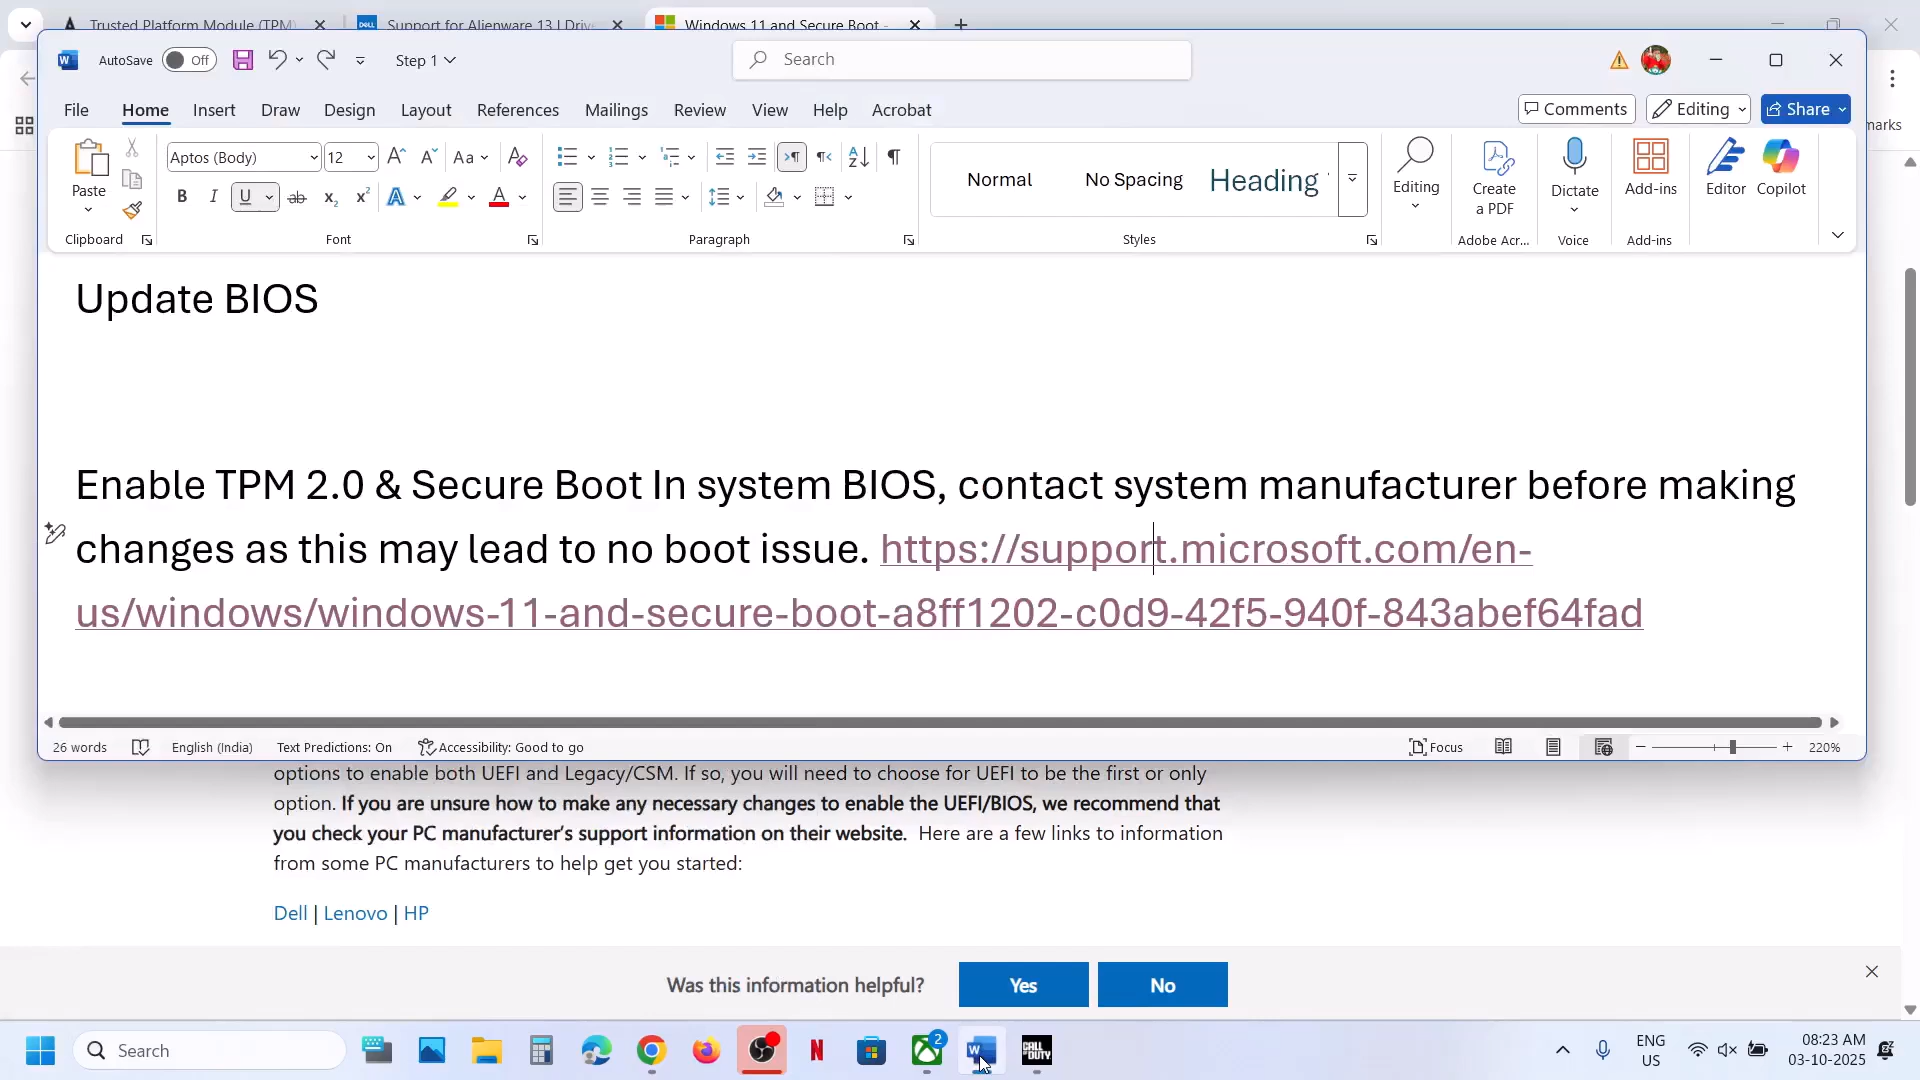 Trusted Platform Module (TPM)
Support for Alienware 13 | Dri
Windows 11 and Secure Boot -
AutoSave Off
Step 1
Search
File Home Insert Draw Design Layout References Mailings Review View Help Acrobat
Comments Editing Share
marks
Paste
Aptos (Body) 12
Normal No Spacing Heading
Editing Create a PDF Dictate Add-ins Editor Copilot
Clipboard Font Paragraph Styles Adobe Acr... Voice Add-ins
Update BIOS
Enable TPM 2.0 & Secure Boot In system BIOS, contact system manufacturer before making
changes as this may lead to no boot issue. https://support.microsoft.com/en-
us/windows/windows-11-and-secure-boot-a8ff1202-c0d9-42f5-940f-843abef64fad
26 words English (India) Text Predictions: On Accessibility: Good to go Focus 220%
options to enable both UEFI and Legacy/CSM. If so, you will need to choose for UEFI to be the first or only
option. If you are unsure how to make any necessary changes to enable the UEFI/BIOS, we recommend that
you check your PC manufacturer's support information on their website. Here are a few links to information
from some PC manufacturers to help get you started:
Dell | Lenovo | HP
Was this information helpful? Yes No
Search
2
CALL OF DUTY
ENG
US
08:23 AM
03-10-2025